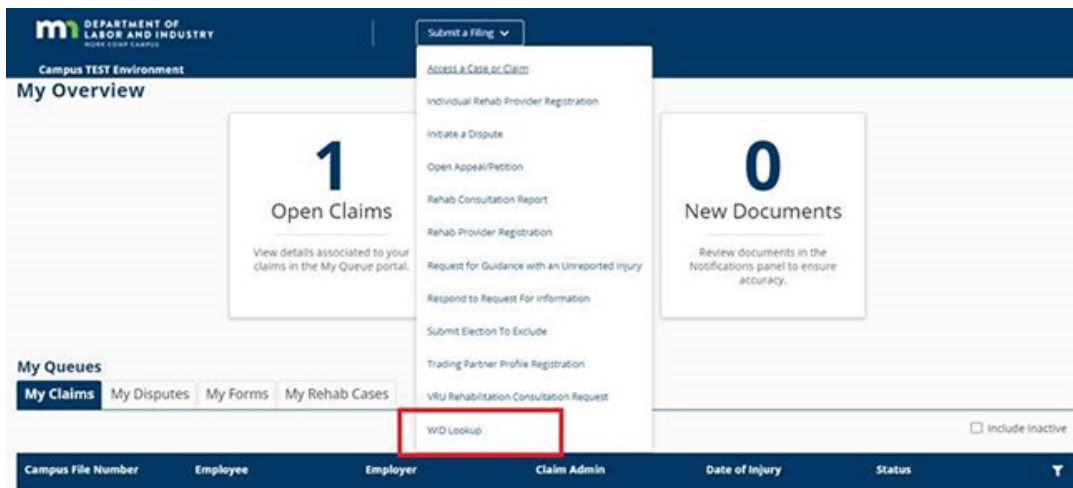 DEPARTMENT OF
LABOR AND INDUSTRY
WORK COMP CAMPUS
Submit a Filing
Campus TEST Environment
My Overview
Access a Case or Claim
Individual Rehab Provider Registration
Initiate a Dispute
Open Appeal/Petition
Rehab Consultation Report
Rehab Provider Registration
Request for Guidance with an Unreported Injury
Respond to Request For Information
Submit Election To Exclude
Trading Partner Profile Registration
VRU Rehabilitation Consultation Request
WID Lookup
1
Open Claims
View details associated to your
claims in the My Queue portal.
0
New Documents
Review documents in the
Notifications panel to ensure
accuracy.
My Queues
My Claims My Disputes My Forms My Rehab Cases
Include Inactive
Campus File Number Employee Employer Claim Admin Date of Injury Status